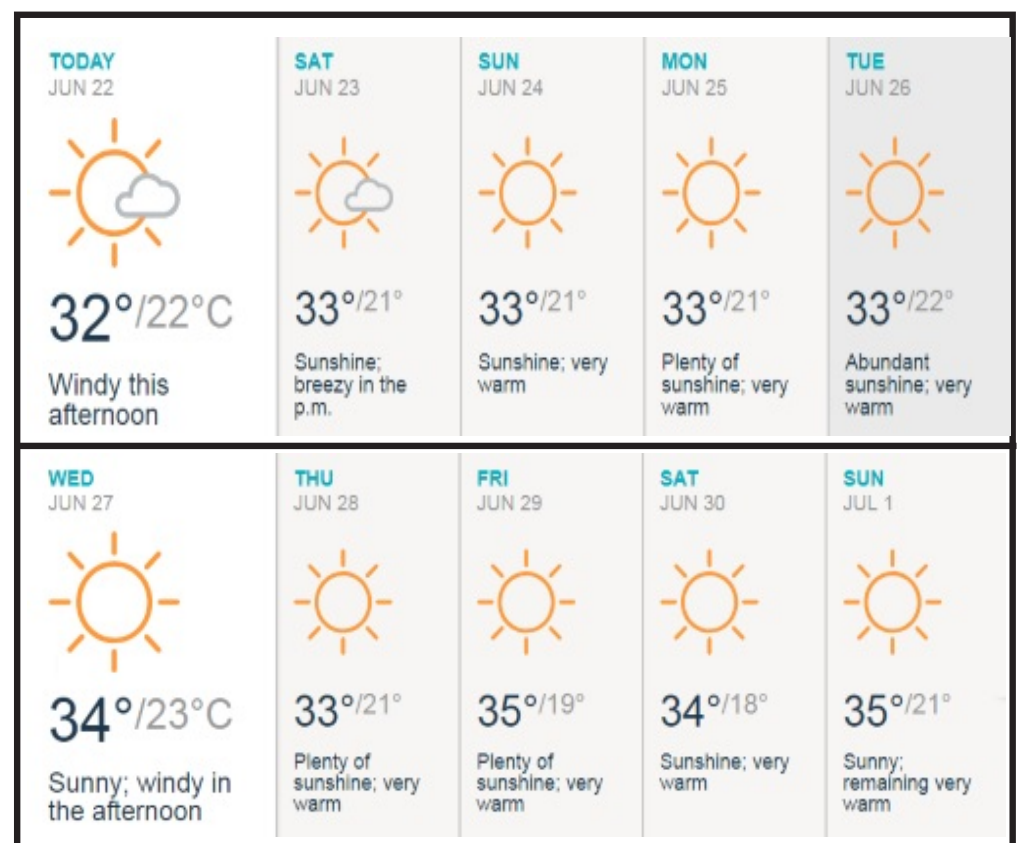 TODAY
JUN 22
32°/22°C
Windy this
afternoon
SAT
JUN 23
33°/21°
Sunshine;
breezy in the
p.m.
SUN
JUN 24
33°/21°
Sunshine; very
warm
MON
JUN 25
33°/21°
Plenty of
sunshine; very
warm
TUE
JUN 26
33°/22°
Abundant
sunshine; very
warm
WED
JUN 27
34°/23°C
Sunny; windy in
the afternoon
THU
JUN 28
33°/21°
Plenty of
sunshine; very
warm
FRI
JUN 29
35°/19°
Plenty of
sunshine; very
warm
SAT
JUN 30
34°/18°
Sunshine; very
warm
SUN
JUL 1
35°/21°
Sunny;
remaining very
warm